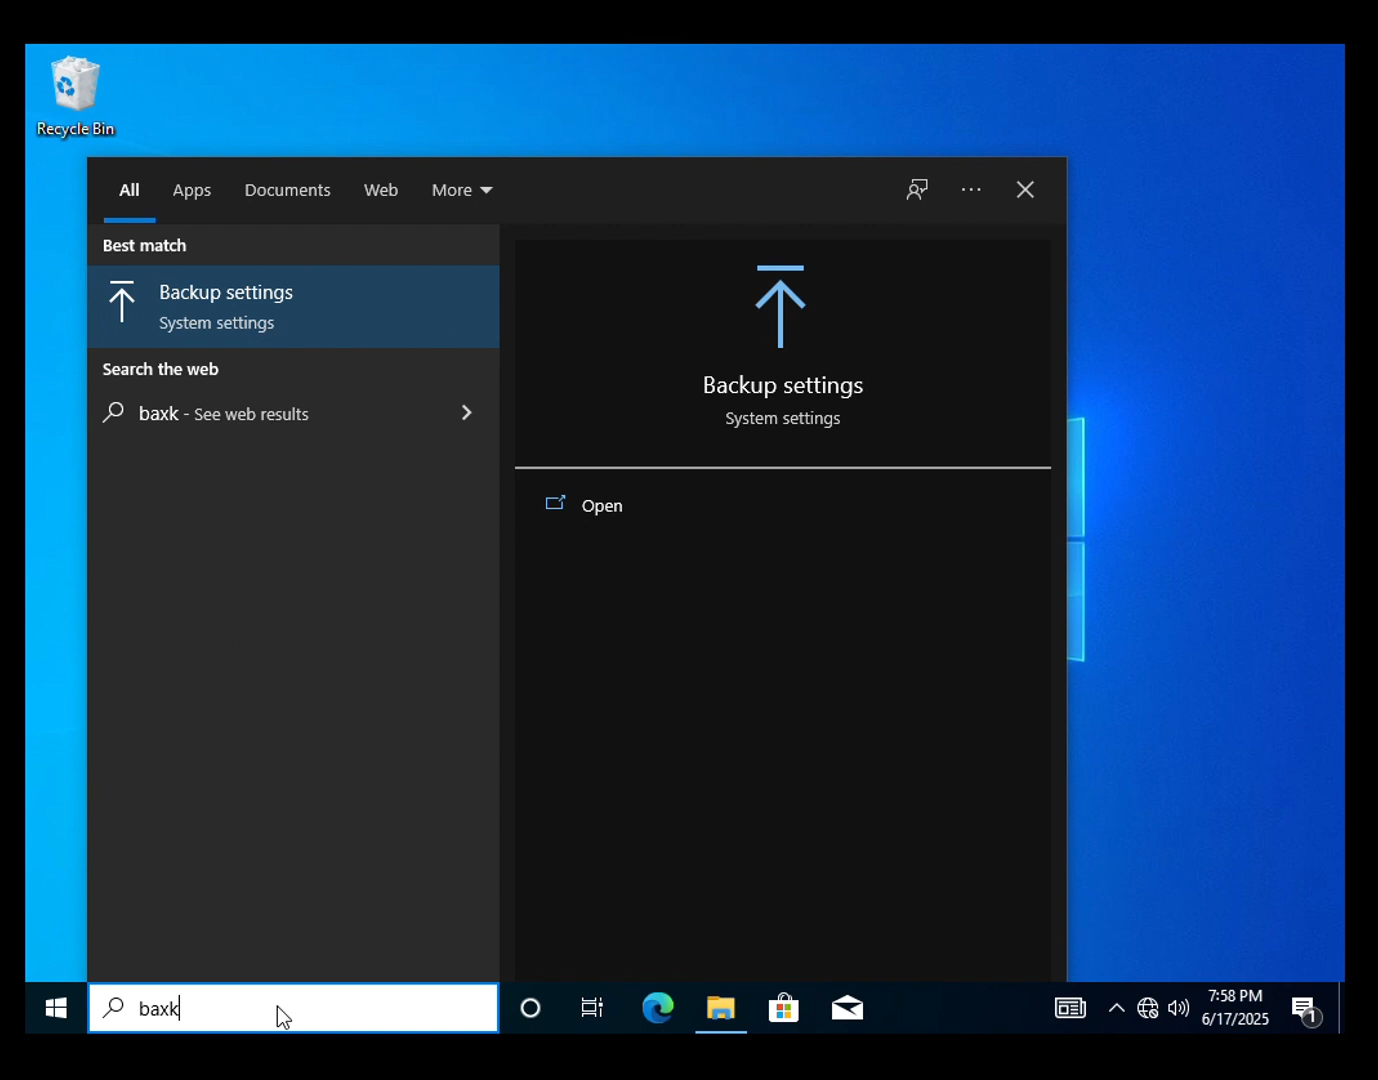 Recycle Bin
All Apps Documents Web More
Best match
Backup settings
System settings
Search the web
baxk - See web results
Backup settings
System settings
Open
baxk
7:58 PM
6/17/2025
1